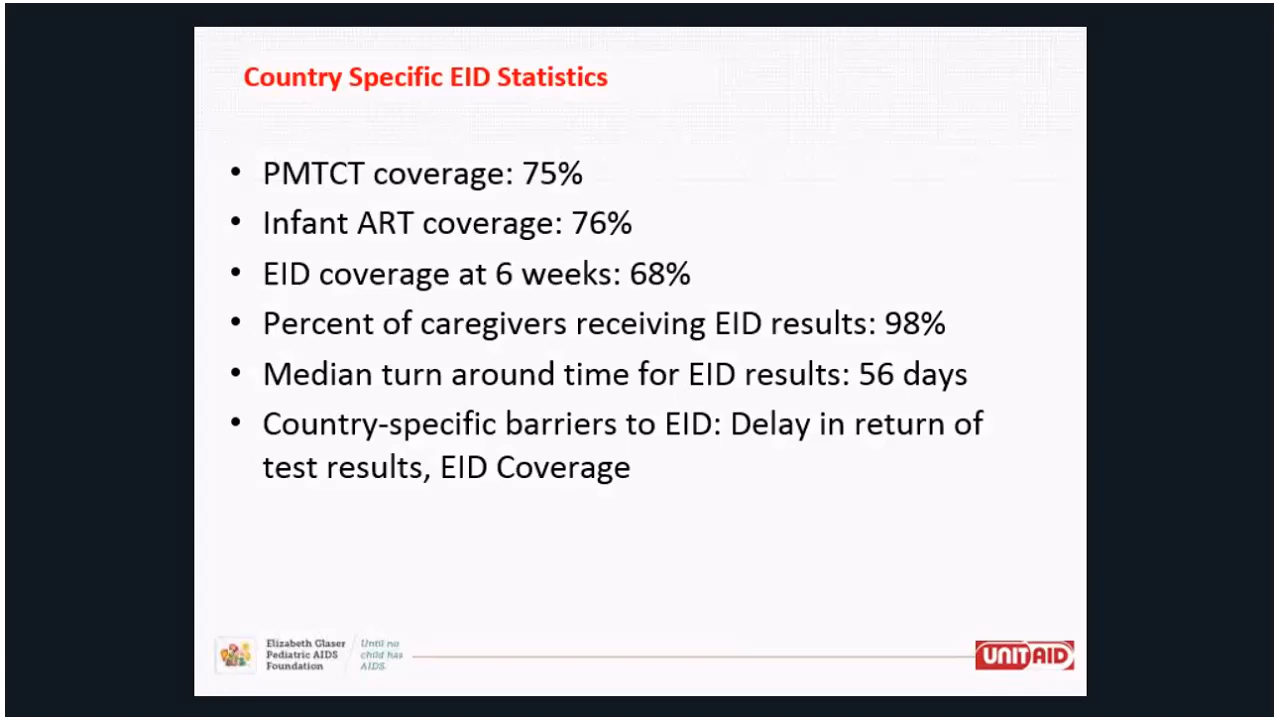 Country Specific EID Statistics
• PMTCT coverage: 75%
• Infant ART coverage: 76%
• EID coverage at 6 weeks: 68%
• Percent of caregivers receiving EID results: 98%
• Median turn around time for EID results: 56 days
• Country-specific barriers to EID: Delay in return of
test results, EID Coverage
Elizabeth Glaser
Pediatric AIDS
Foundation
Until no
child has
AIDS
UNITAID